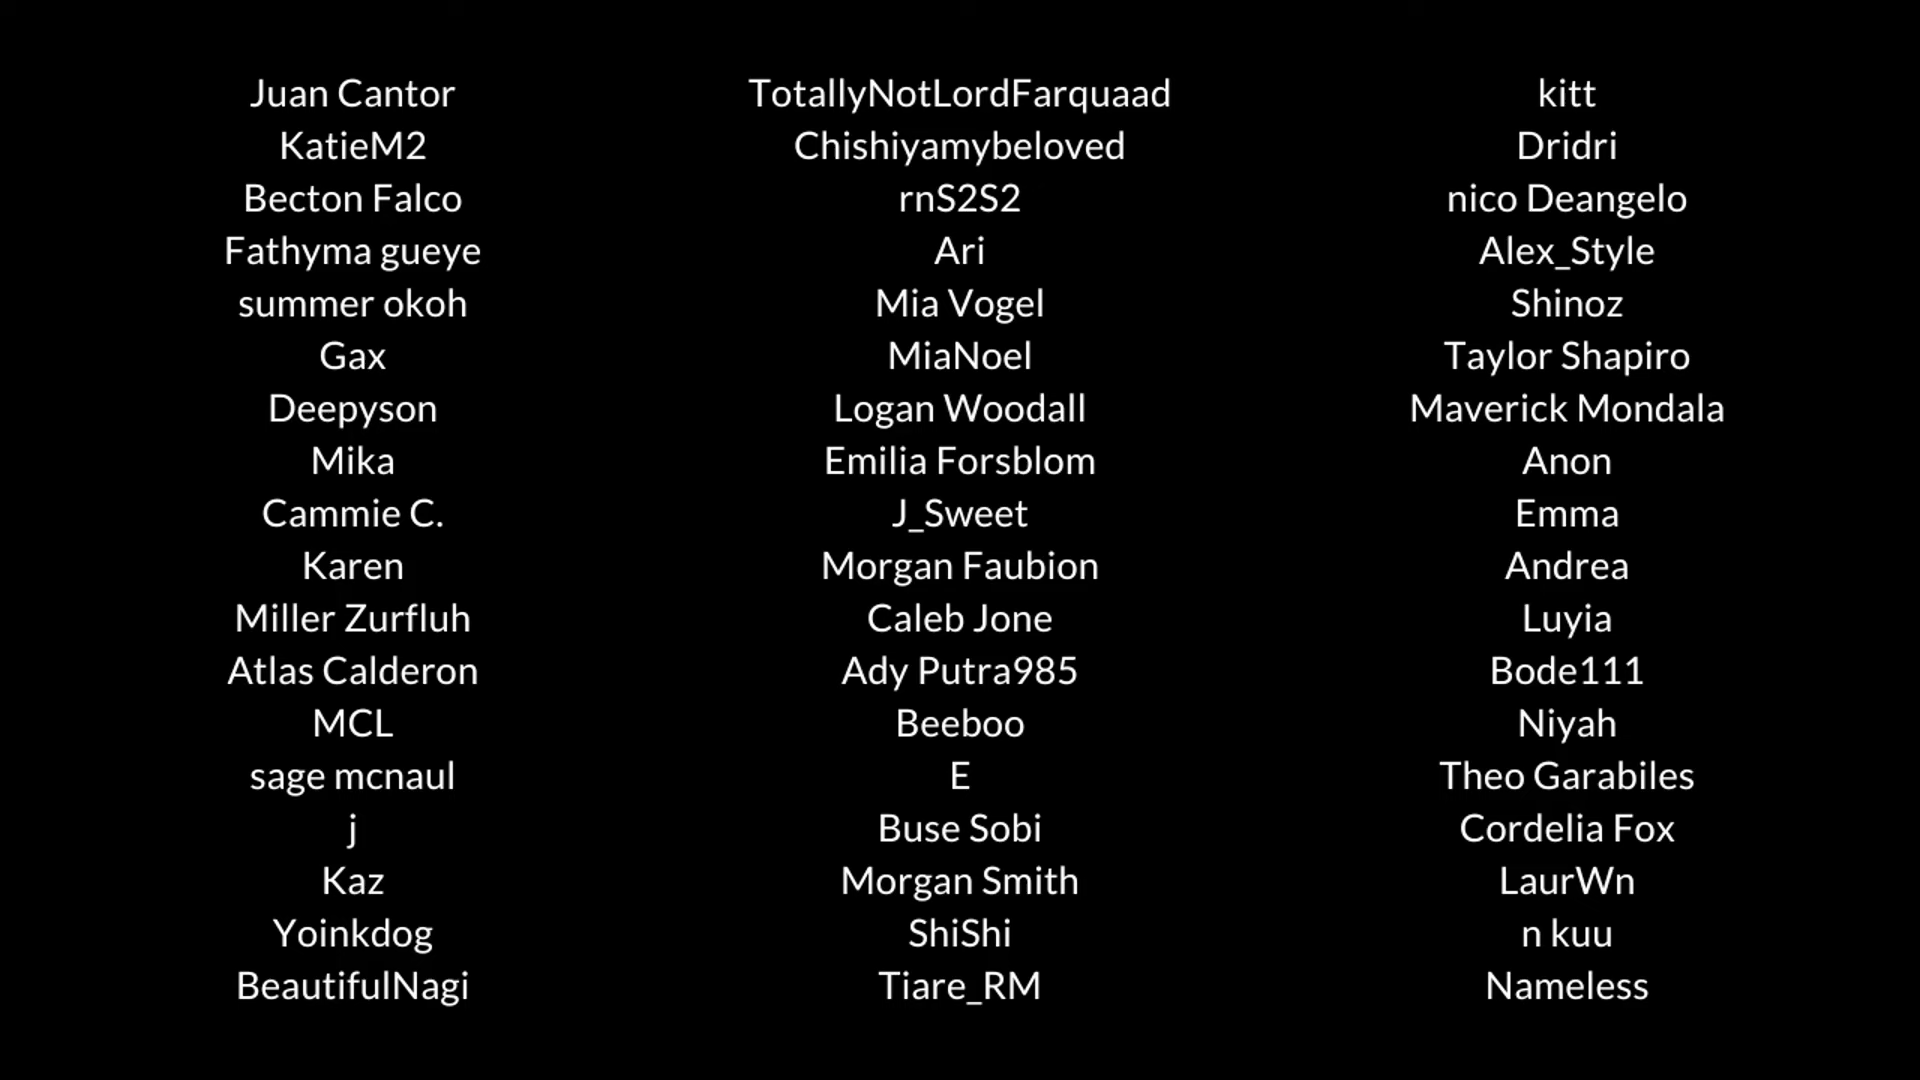 Juan Cantor
KatieM2
Becton Falco
Fathyma gueye
summer okoh
Gax
Deepyson
Mika
Cammie C.
Karen
Miller Zurfluh
Atlas Calderon
MCL
sage mcnaul
j
Kaz
Yoinkdog
BeautifulNagi
TotallyNotLordFarquaad
Chishiyamybeloved
rnS2S2
Ari
Mia Vogel
MiaNoel
Logan Woodall
Emilia Forsblom
J_Sweet
Morgan Faubion
Caleb Jone
Ady Putra985
Beeboo
E
Buse Sobi
Morgan Smith
ShiShi
Tiare_RM
kitt
Dridri
nico Deangelo
Alex_Style
Shinoz
Taylor Shapiro
Maverick Mondala
Anon
Emma
Andrea
Luyia
Bode111
Niyah
Theo Garabiles
Cordelia Fox
LaurWn
n kuu
Nameless